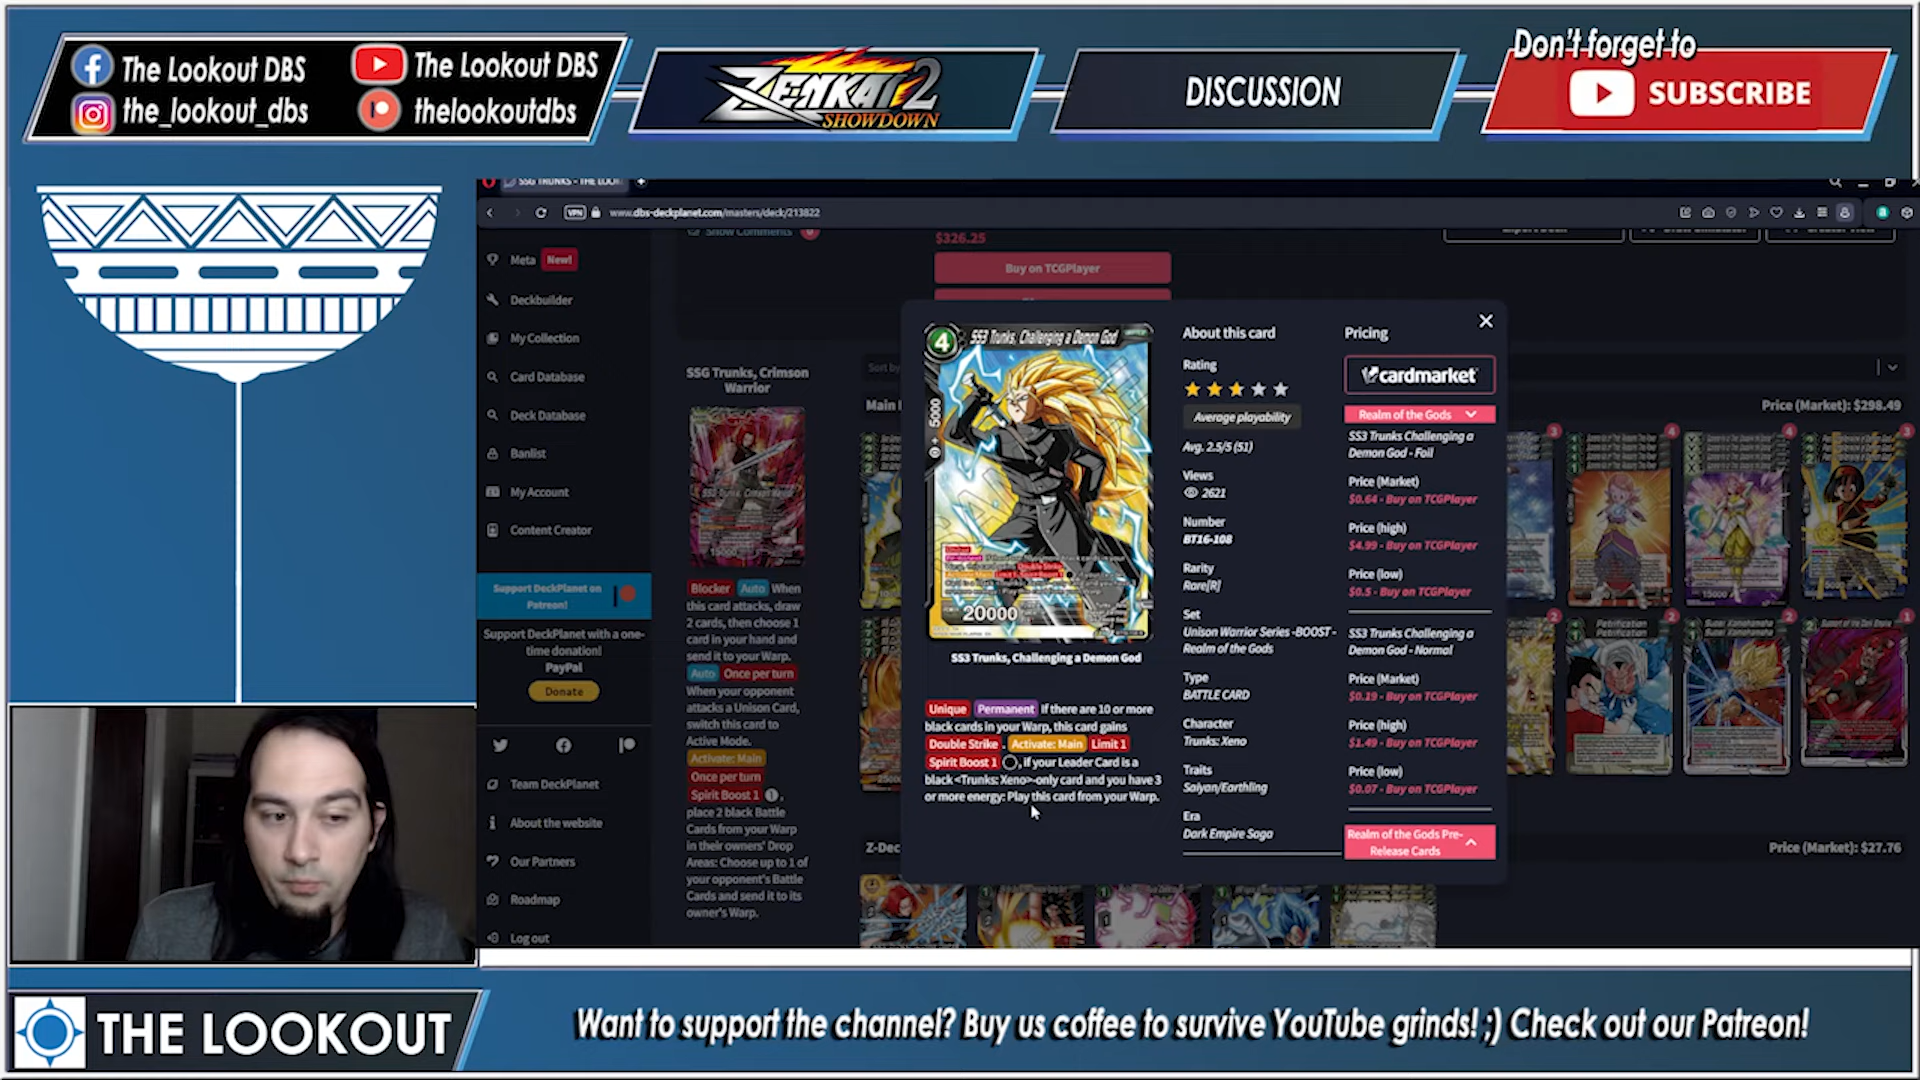 The Lookout DBS
The Lookout DBS
the_lookout_dbs
thelookoutdbs
ZENKAI 2
SHOWDOWN
DISCUSSION
Don't forget to
SUBSCRIBE
SSG TRUNKS - THE LOO
VPN
www.dbs-deckplanet.com/masters/deck/213822
Meta New!
Deckbuilder
My Collection
Card Database
Deck Database
Banlist
My Account
Content Creator
Support DeckPlanet on
Patreon!
Support DeckPlanet with a one-
time donation!
PayPal
Donate
Team DeckPlanet
About the website
Our Partners
Roadmap
Log out
Show Comments
$326.25
Buy on TCGPlayer
SSG Trunks, Crimson
Warrior
Blocker Auto When
this card attacks, draw
2 cards, then choose 1
card in your hand and
send it to your Warp.
Auto Once per turn
When your opponent
attacks a Unison Card,
switch this card to
Active Mode.
Activate: Main
Once per turn
Spirit Boost 1 1,
place 2 black Battle
Cards from your Warp
in their owners' Drop
Areas: Choose up to 1 of
your opponent's Battle
Cards and send it to its
owner's Warp.
Sort by
Price (Market): $298.49
Price (Market): $27.76
4
SS3 Trunks, Challenging a Demon God
5000
20000
SS3 Trunks, Challenging a Demon God
Unique Permanent If there are 10 or more
black cards in your Warp, this card gains
Double Strike. Activate: Main Limit 1
Spirit Boost 1, if your Leader Card is a
black <Trunks: Xeno>-only card and you have 3
or more energy: Play this card from your Warp.
About this card
Rating
Average playability
Avg. 2.5/5 (51)
Views
2621
Number
BT16-108
Rarity
Rare[R]
Set
Unison Warrior Series -BOOST-
Realm of the Gods
Type
BATTLE CARD
Character
Trunks: Xeno
Traits
Saiyan/Earthling
Era
Dark Empire Saga
Pricing
cardmarket
Realm of the Gods
SS3 Trunks Challenging a
Demon God - Foil
Price (Market)
$0.64 - Buy on TCGPlayer
Price (high)
$4.99 - Buy on TCGPlayer
Price (low)
$0.5 - Buy on TCGPlayer
SS3 Trunks Challenging a
Demon God - Normal
Price (Market)
$0.19 - Buy on TCGPlayer
Price (high)
$1.49 - Buy on TCGPlayer
Price (low)
$0.07 - Buy on TCGPlayer
Realm of the Gods Pre-
Release Cards
THE LOOKOUT
Want to support the channel? Buy us coffee to survive YouTube grinds! ;) Check out our Patreon!